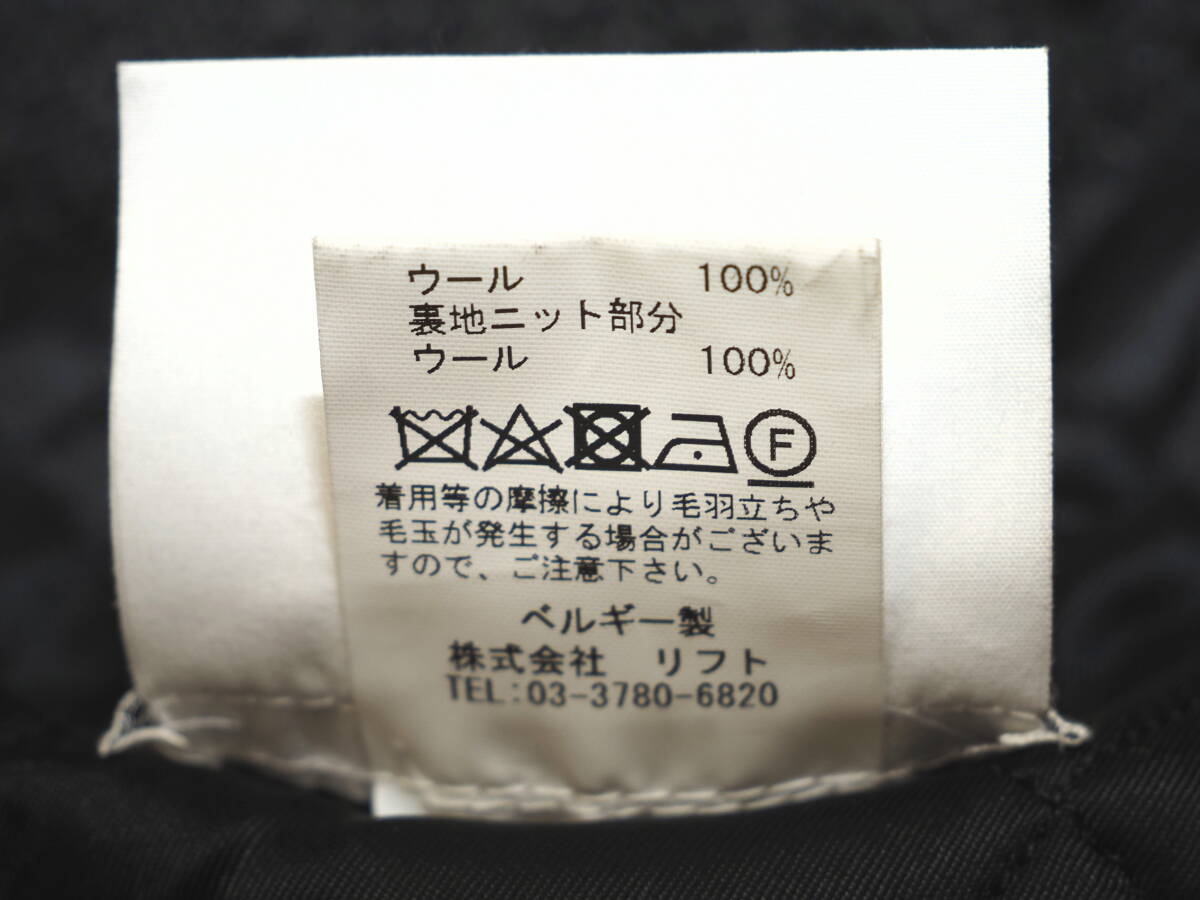 ウール 100%
裏地ニット部分
ウール 100%
F
着用等の摩擦により毛羽立ちや
毛玉が発生する場合がございま
すので、ご注意下さい。
ベルギー製
株式会社 リフト
TEL:03-3780-6820